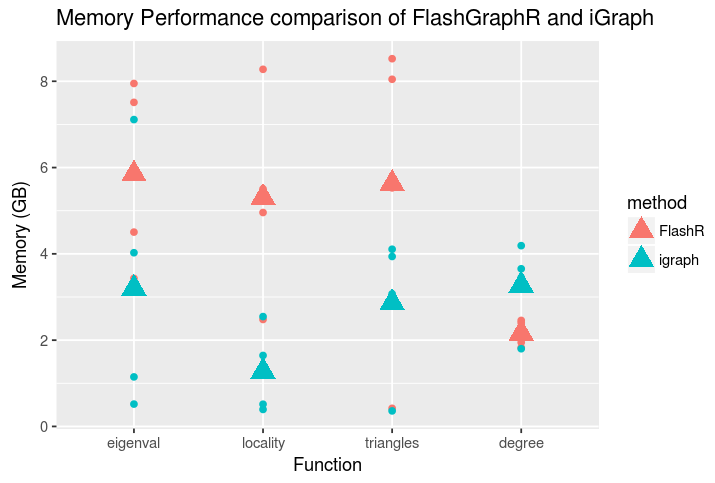 Memory Performance comparison of FlashGraphR and iGraph
8
6
4
2
0
Memory (GB)
eigenval locality triangles degree
Function
method
FlashR
igraph